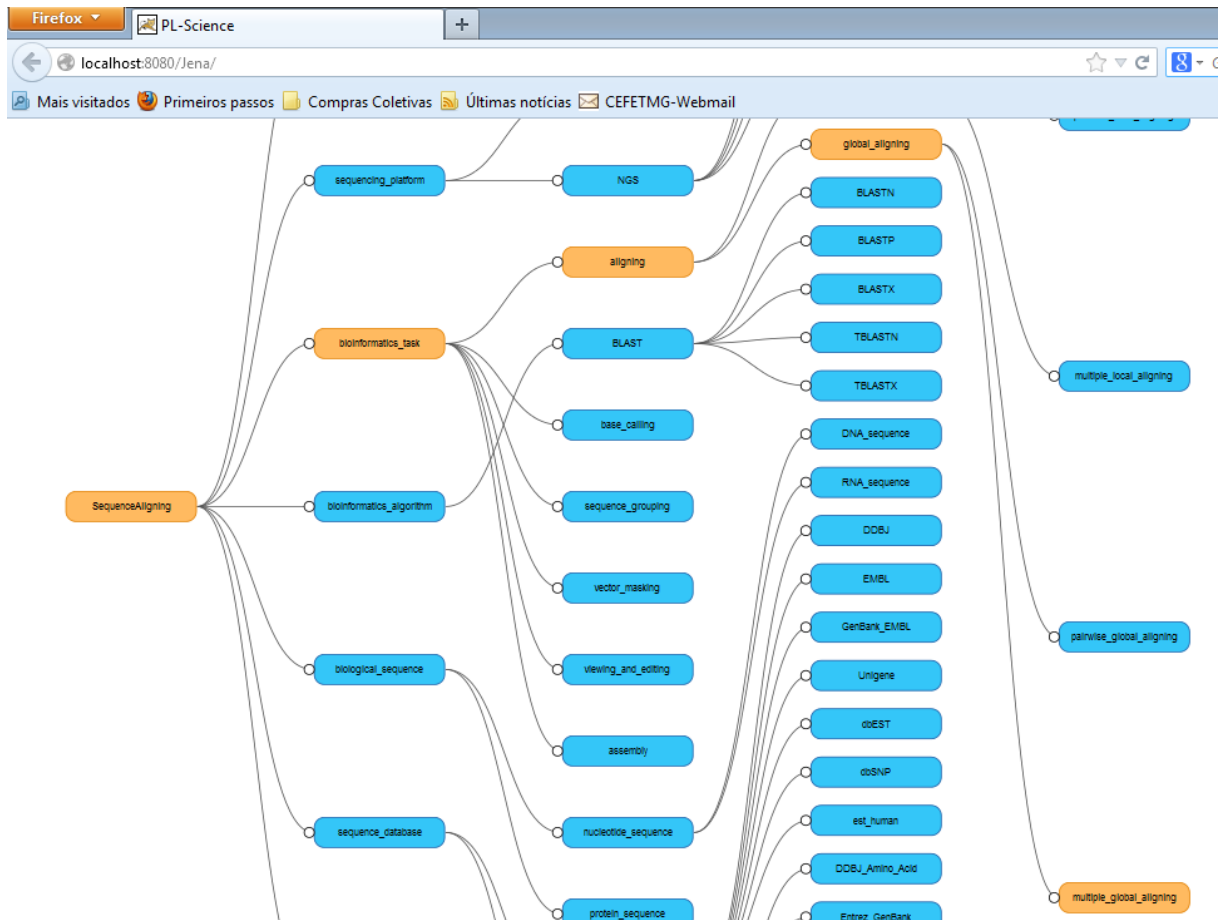 Firefox
PL-Science
localhost:8080/Jena/
Mais visitados
Primeiros passos
Compras Coletivas
Últimas notícias
CEFETMG-Webmail
SequenceAligning
sequencing_platform
bioinformatics_task
bioinformatics_algorithm
biological_sequence
sequence_database
NGS
aligning
BLAST
base_calling
sequence_grouping
vector_masking
viewing_and_editing
assembly
nucleotide_sequence
protein_sequence
global_aligning
BLASTN
BLASTP
BLASTX
TBLASTN
TBLASTX
DNA_sequence
RNA_sequence
DDBJ
EMBL
GenBank_EMBL
Unigene
dbEST
dbSNP
est_human
DDBJ_Amino_Acid
Entrez_GenBank
multiple_local_aligning
pairwise_global_aligning
multiple_global_aligning